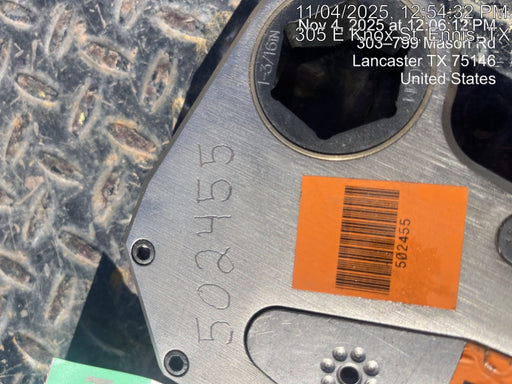 11/04/2025, 12:54:32 PM
Nov 4, 2025 at 12:06:12 PM
305 E Knox St, Ennis, TX
303–799 Mason Rd
Lancaster TX 75146
United States
1-3/16IN
502455
502455